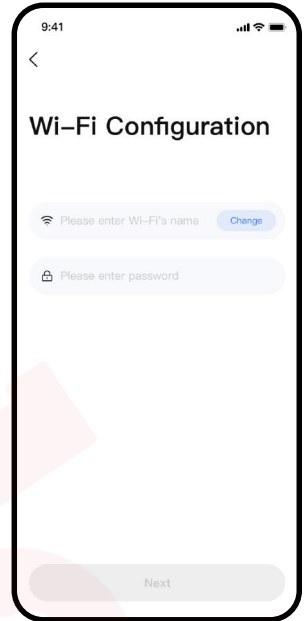 9:41
Wi-Fi Configuration
Please enter Wi-Fi's name
Change
Please enter password
Next